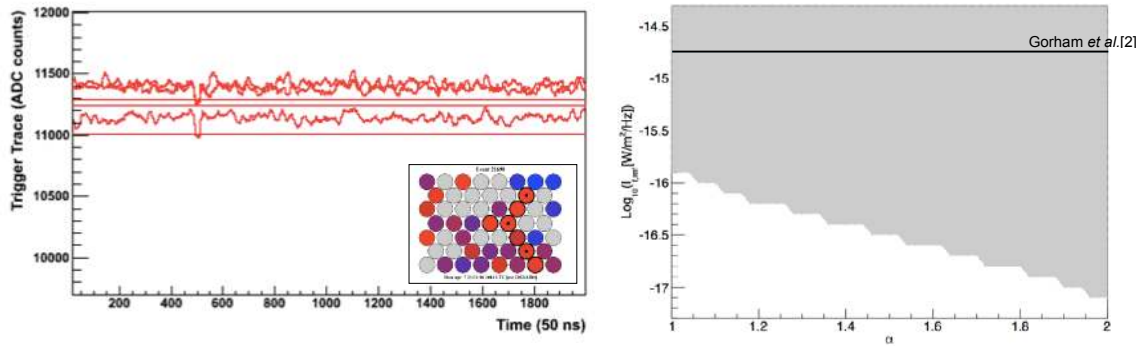 12000
11500
11000
10500
10000
Trigger Trace (ADC counts)
200 400 600 800 1000 1200 1400 1600 1800
Time (50 ns)
-14.5
-15
-15.5
-16
-16.5
-17
Gorham et al.[2]
1 1.2 1.4 1.6 1.8 2
α